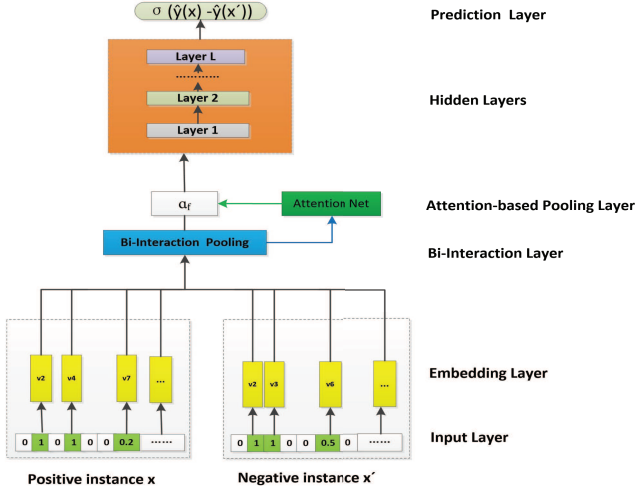 σ (ŷ(x) -ŷ(x´))
Prediction Layer
Layer L
............
Layer 2
Hidden Layers
Layer 1
αf
Attention Net
Attention-based Pooling Layer
Bi-Interaction Pooling
Bi-Interaction Layer
v2 v4 v7 ...
v2 v3 v6 ...
Embedding Layer
0 1 0 1 0 0 0.2 ......
0 1 1 0 0 0.5 0 ......
Input Layer
Positive instance x
Negative instance x´